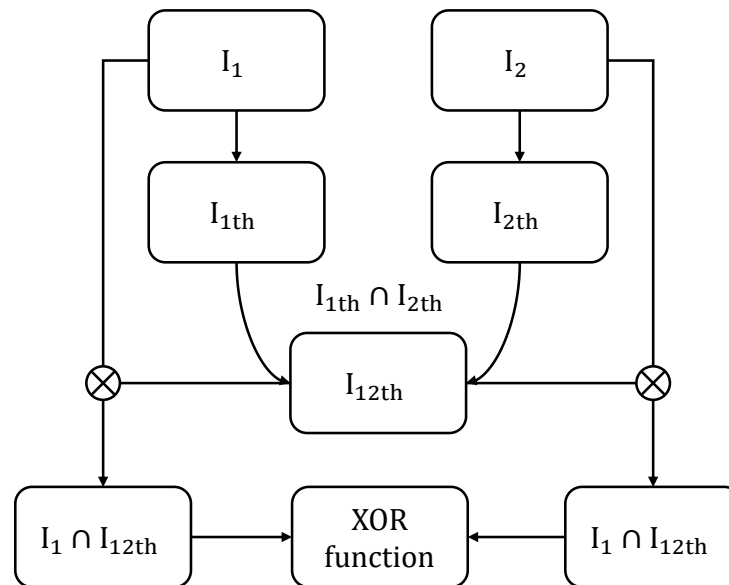 I₁
I₂
I₁th
I₂th
I₁th ∩ I₂th
I₁₂th
I₁ ∩ I₁₂th
XOR
function
I₁ ∩ I₁₂th